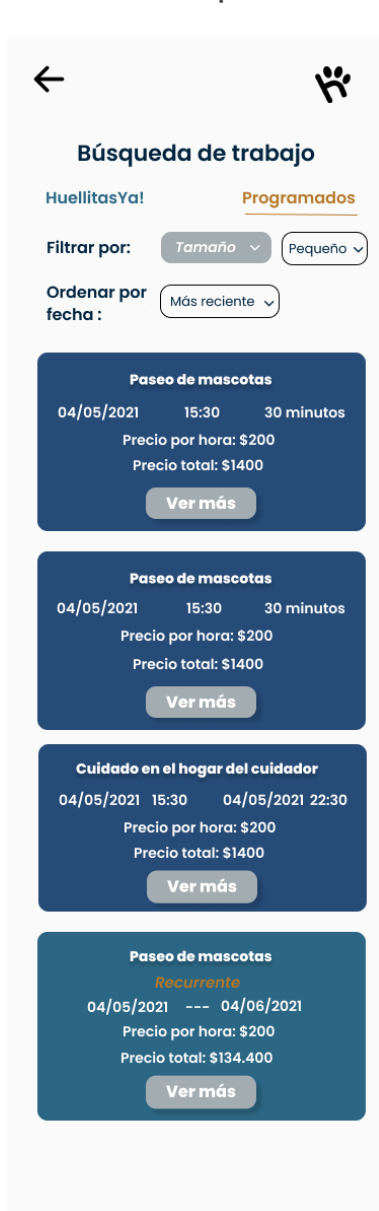 Búsqueda de trabajo
HuellitasYa! Programados
Filtrar por: Tamaño Pequeño
Ordenar por
fecha : Más reciente
Paseo de mascotas
04/05/2021 15:30 30 minutos
Precio por hora: $200
Precio total: $1400
Ver más
Paseo de mascotas
04/05/2021 15:30 30 minutos
Precio por hora: $200
Precio total: $1400
Ver más
Cuidado en el hogar del cuidador
04/05/2021 15:30 04/05/2021 22:30
Precio por hora: $200
Precio total: $1400
Ver más
Paseo de mascotas
Recurrente
04/05/2021 --- 04/06/2021
Precio por hora: $200
Precio total: $134.400
Ver más